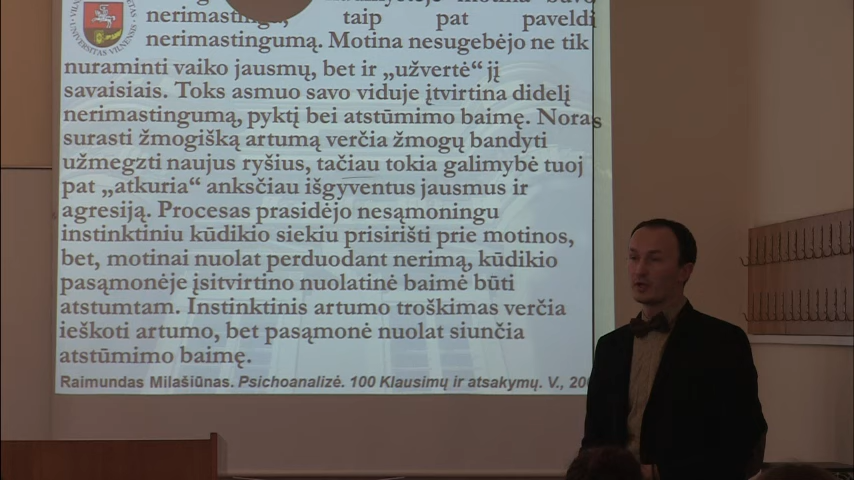 nerimastinga, taip pat paveldi
nerimastingumą. Motina nesugebėjo ne tik
nuraminti vaiko jausmų, bet ir „užvertė“ jį
savaisiais. Toks asmuo savo viduje įtvirtina didelį
nerimastingumą, pyktį bei atstūmimo baimę. Noras
surasti žmogišką artumą verčia žmogų bandyti
užmegzti naujus ryšius, tačiau tokia galimybė tuoj
pat „atkuria“ anksčiau išgyventus jausmus ir
agresiją. Procesas prasidėjo nesąmoningu
instinktiniu kūdikio siekiu prisirišti prie motinos,
bet, motinai nuolat perduodant nerimą, kūdikio
pasąmonėje įsitvirtino nuolatinė baimė būti
atstumtam. Instinktinis artumo troškimas verčia
ieškoti artumo, bet pasąmonė nuolat siunčia
atstūmimo baimę.
Raimundas Milašiūnas. Psichoanalizė. 100 Klausimų ir atsakymų. V., 200